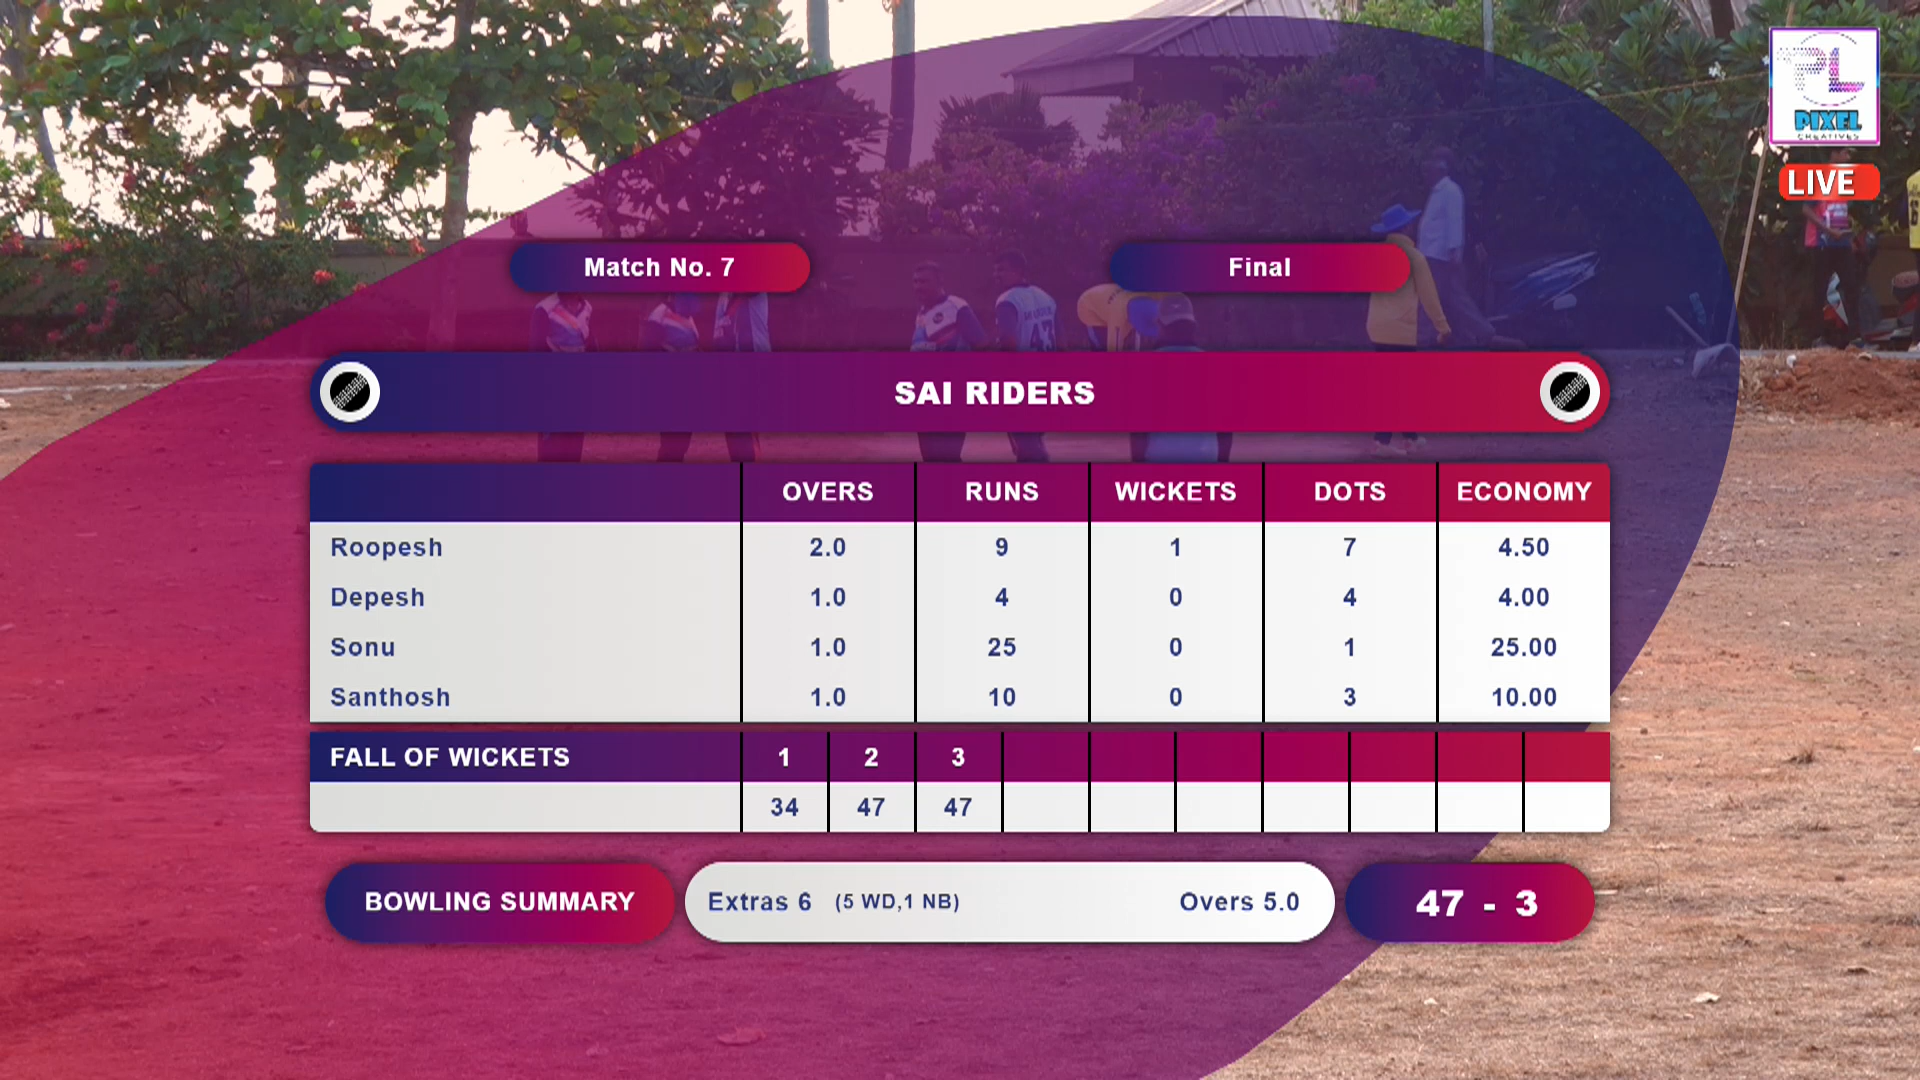 PL
PIXEL
CREATIVES
LIVE
Match No. 7 Final
SAI RIDERS
OVERS RUNS WICKETS DOTS ECONOMY
Roopesh 2.0 9 1 7 4.50
Depesh 1.0 4 0 4 4.00
Sonu 1.0 25 0 1 25.00
Santhosh 1.0 10 0 3 10.00
FALL OF WICKETS 1 2 3
34 47 47
BOWLING SUMMARY Extras 6 (5 WD,1 NB) Overs 5.0 47 - 3